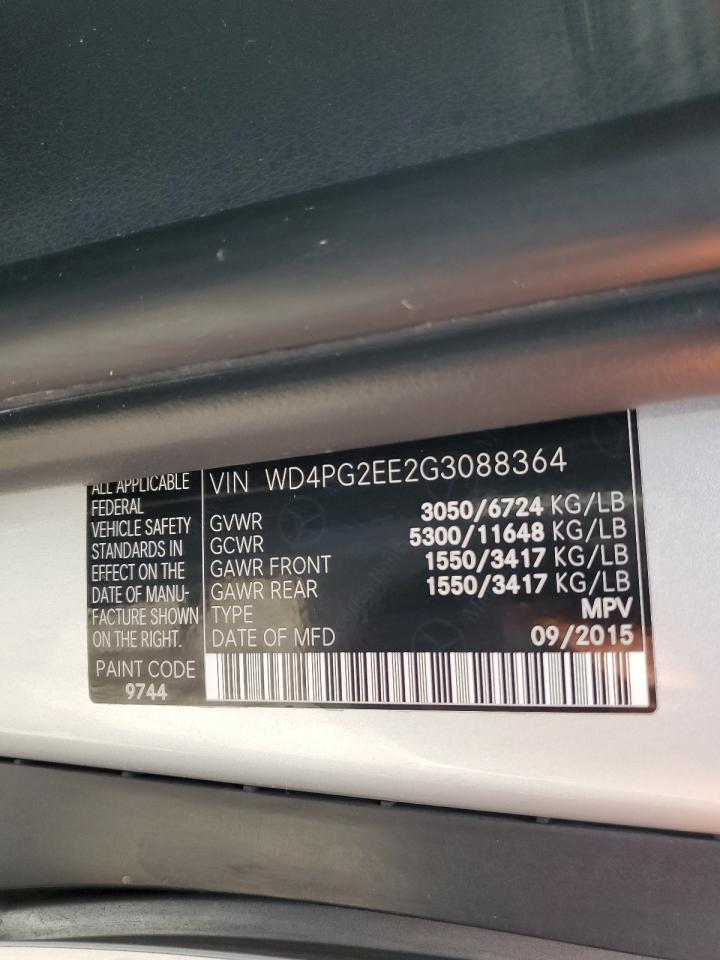 ALL APPLICABLE
FEDERAL
VEHICLE SAFETY
STANDARDS IN
EFFECT ON THE
DATE OF MANU-
FACTURE SHOWN
ON THE RIGHT.
PAINT CODE
9744
VIN WD4PG2EE2G3088364
GVWR 3050/6724 KG/LB
GCWR 5300/11648 KG/LB
GAWR FRONT 1550/3417 KG/LB
GAWR REAR 1550/3417 KG/LB
TYPE MPV
DATE OF MFD 09/2015